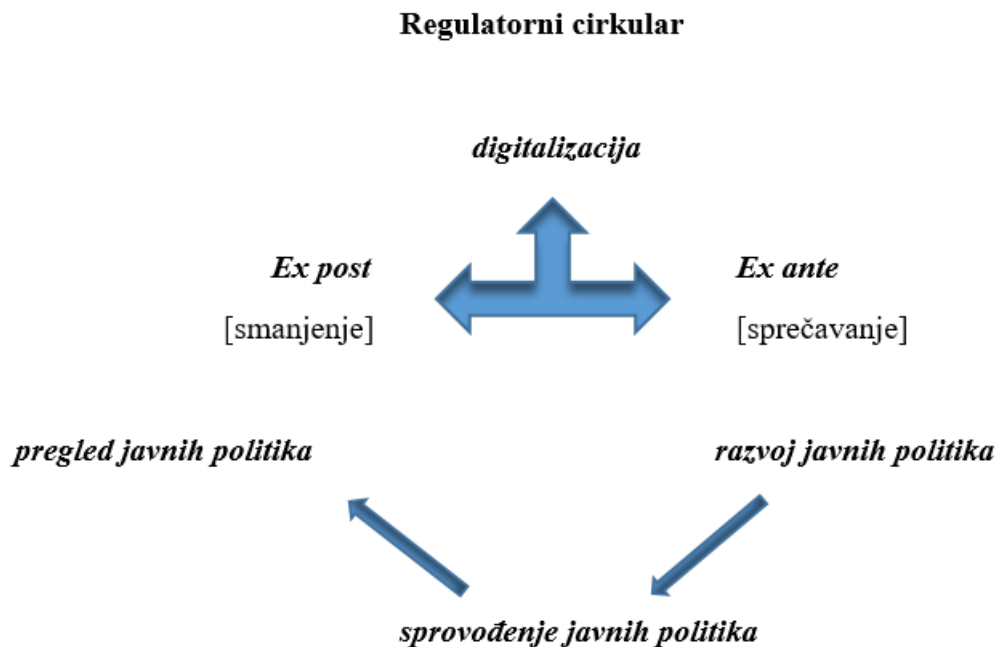 Regulatorni cirkular
digitalizacija
Ex post
Ex ante
[smanjenje]
[sprečavanje]
pregled javnih politika
razvoj javnih politika
sprovođenje javnih politika